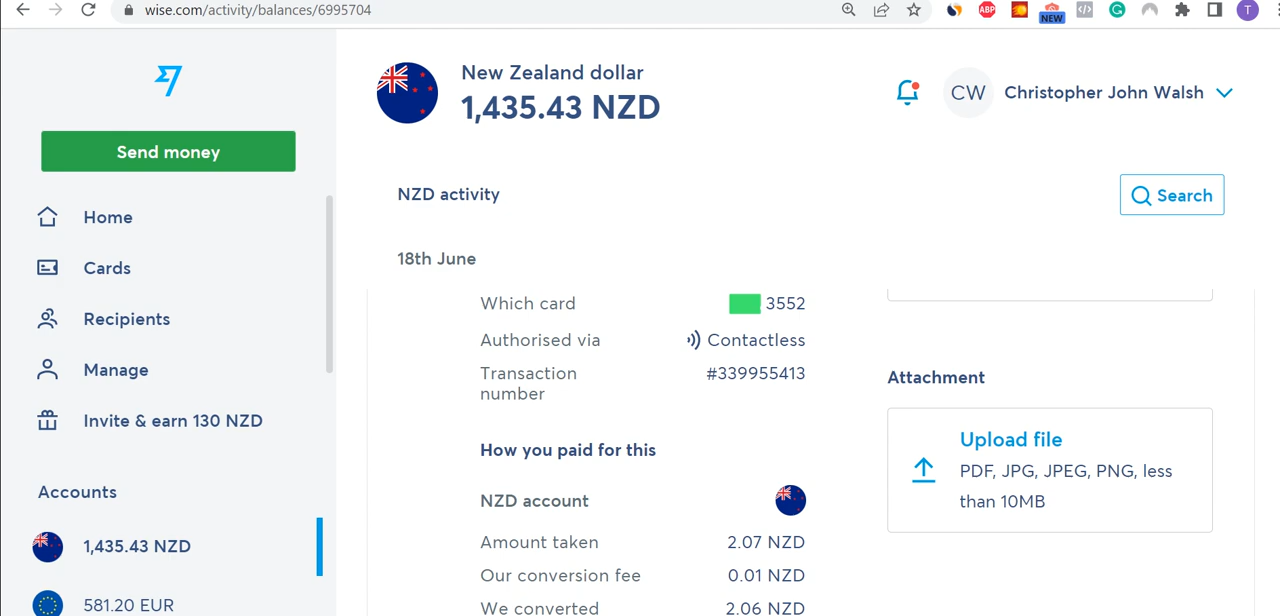 wise.com/activity/balances/6995704
ABP
NEW
T
New Zealand dollar
1,435.43 NZD
CW
Christopher John Walsh
Send money
Home
Cards
Recipients
Manage
Invite & earn 130 NZD
Accounts
1,435.43 NZD
581.20 EUR
NZD activity
Search
18th June
Which card
3552
Authorised via
Contactless
Transaction
number
#339955413
How you paid for this
NZD account
Amount taken
2.07 NZD
Our conversion fee
0.01 NZD
We converted
2.06 NZD
Attachment
Upload file
PDF, JPG, JPEG, PNG, less
than 10MB